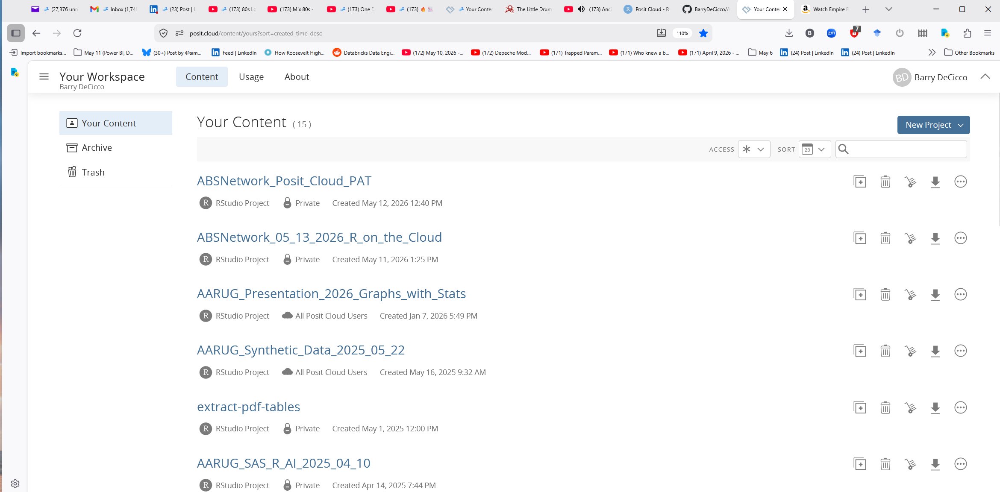 (27,376 unr
Inbox (1,74
(23) Post | L
(173) 80s Lo
(173) Mix 80s -
(173) One D
(173)
Your Conter
The Little Drum
(173) Anci
Posit Cloud - R
BarryDeCicco/A
Your Conter
Watch Empire R
posit.cloud/content/yours?sort=created_time_desc
110%
B
zm
7
Import bookmarks...
May 11 (Power BI, D...
(30+) Post by @sim...
Feed | LinkedIn
How Roosevelt High...
Databricks Data Engi...
(172) May 10, 2026 -...
(172) Depeche Mod...
(171) Trapped Param...
(171) Who knew a b...
(171) April 9, 2026 - ...
May 6
(24) Post | LinkedIn
(24) Post | LinkedIn
Other Bookmarks
Your Workspace
Barry DeCicco
Content
Usage
About
BD
Barry DeCicco
Your Content
Archive
Trash
Your Content (15)
New Project
ACCESS
SORT
23
ABSNetwork_Posit_Cloud_PAT
R RStudio Project Private Created May 12, 2026 12:40 PM
ABSNetwork_05_13_2026_R_on_the_Cloud
R RStudio Project Private Created May 11, 2026 1:25 PM
AARUG_Presentation_2026_Graphs_with_Stats
R RStudio Project All Posit Cloud Users Created Jan 7, 2026 5:49 PM
AARUG_Synthetic_Data_2025_05_22
R RStudio Project All Posit Cloud Users Created May 16, 2025 9:32 AM
extract-pdf-tables
R RStudio Project Private Created May 1, 2025 12:00 PM
AARUG_SAS_R_AI_2025_04_10
R RStudio Project Private Created Apr 14, 2025 7:44 PM